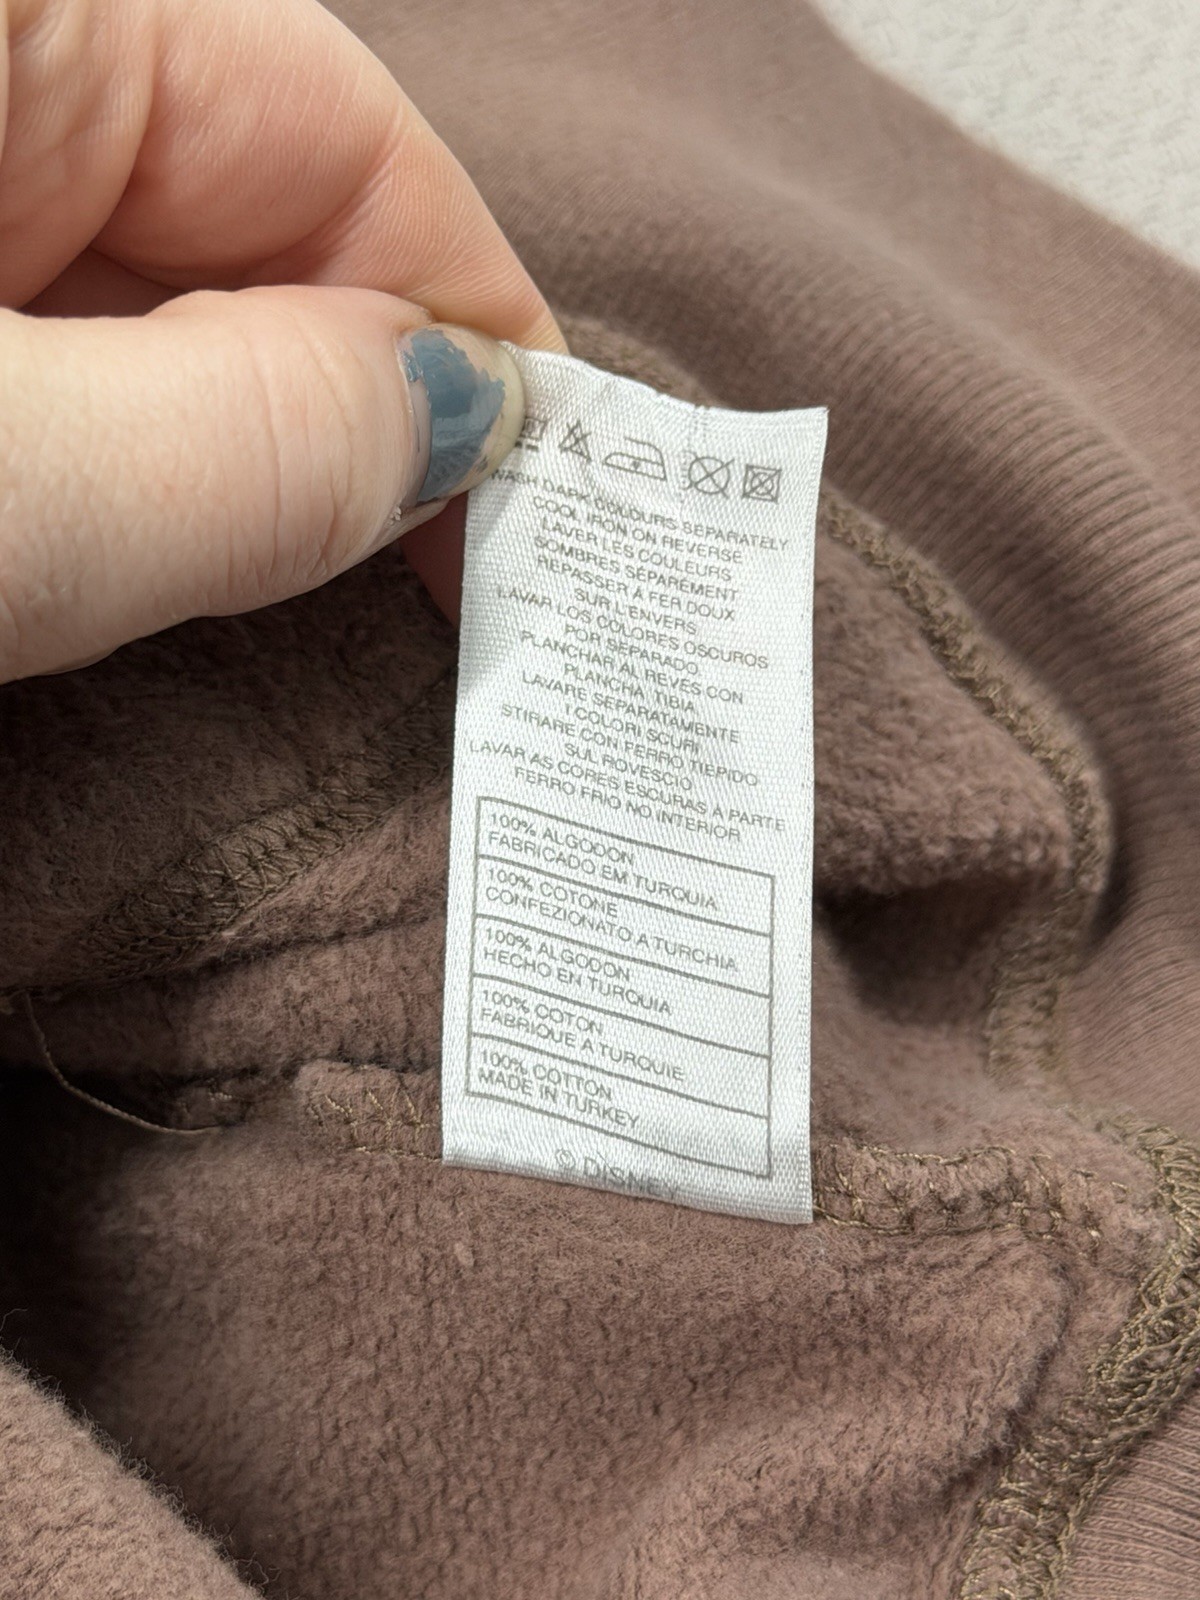 WASH DARK COLOURS SEPARATELY
COOL IRON ON REVERSE
LAVER LES COULEURS
SOMBRES SÉPARÉMENT
REPASSER À FER DOUX
SUR L'ENVERS
LAVAR LOS COLORES OSCUROS
POR SEPARADO
PLANCHAR AL REVÉS CON
PLANCHA TIBIA
LAVARE SEPARATAMENTE
I COLORI SCURI
STIRARE CON FERRO TIEPIDO
SUL ROVESCIO
LAVAR AS CORES ESCURAS À PARTE
FERRO FRIO NO INTERIOR
100% ALGODON
FABRICADO EM TURQUIA
100% COTONE
CONFEZIONATO A TURCHIA
100% ALGODON
HECHO EN TURQUIA
100% COTON
FABRIQUE A TURQUIE
100% COTTON
MADE IN TURKEY
© DISNEY